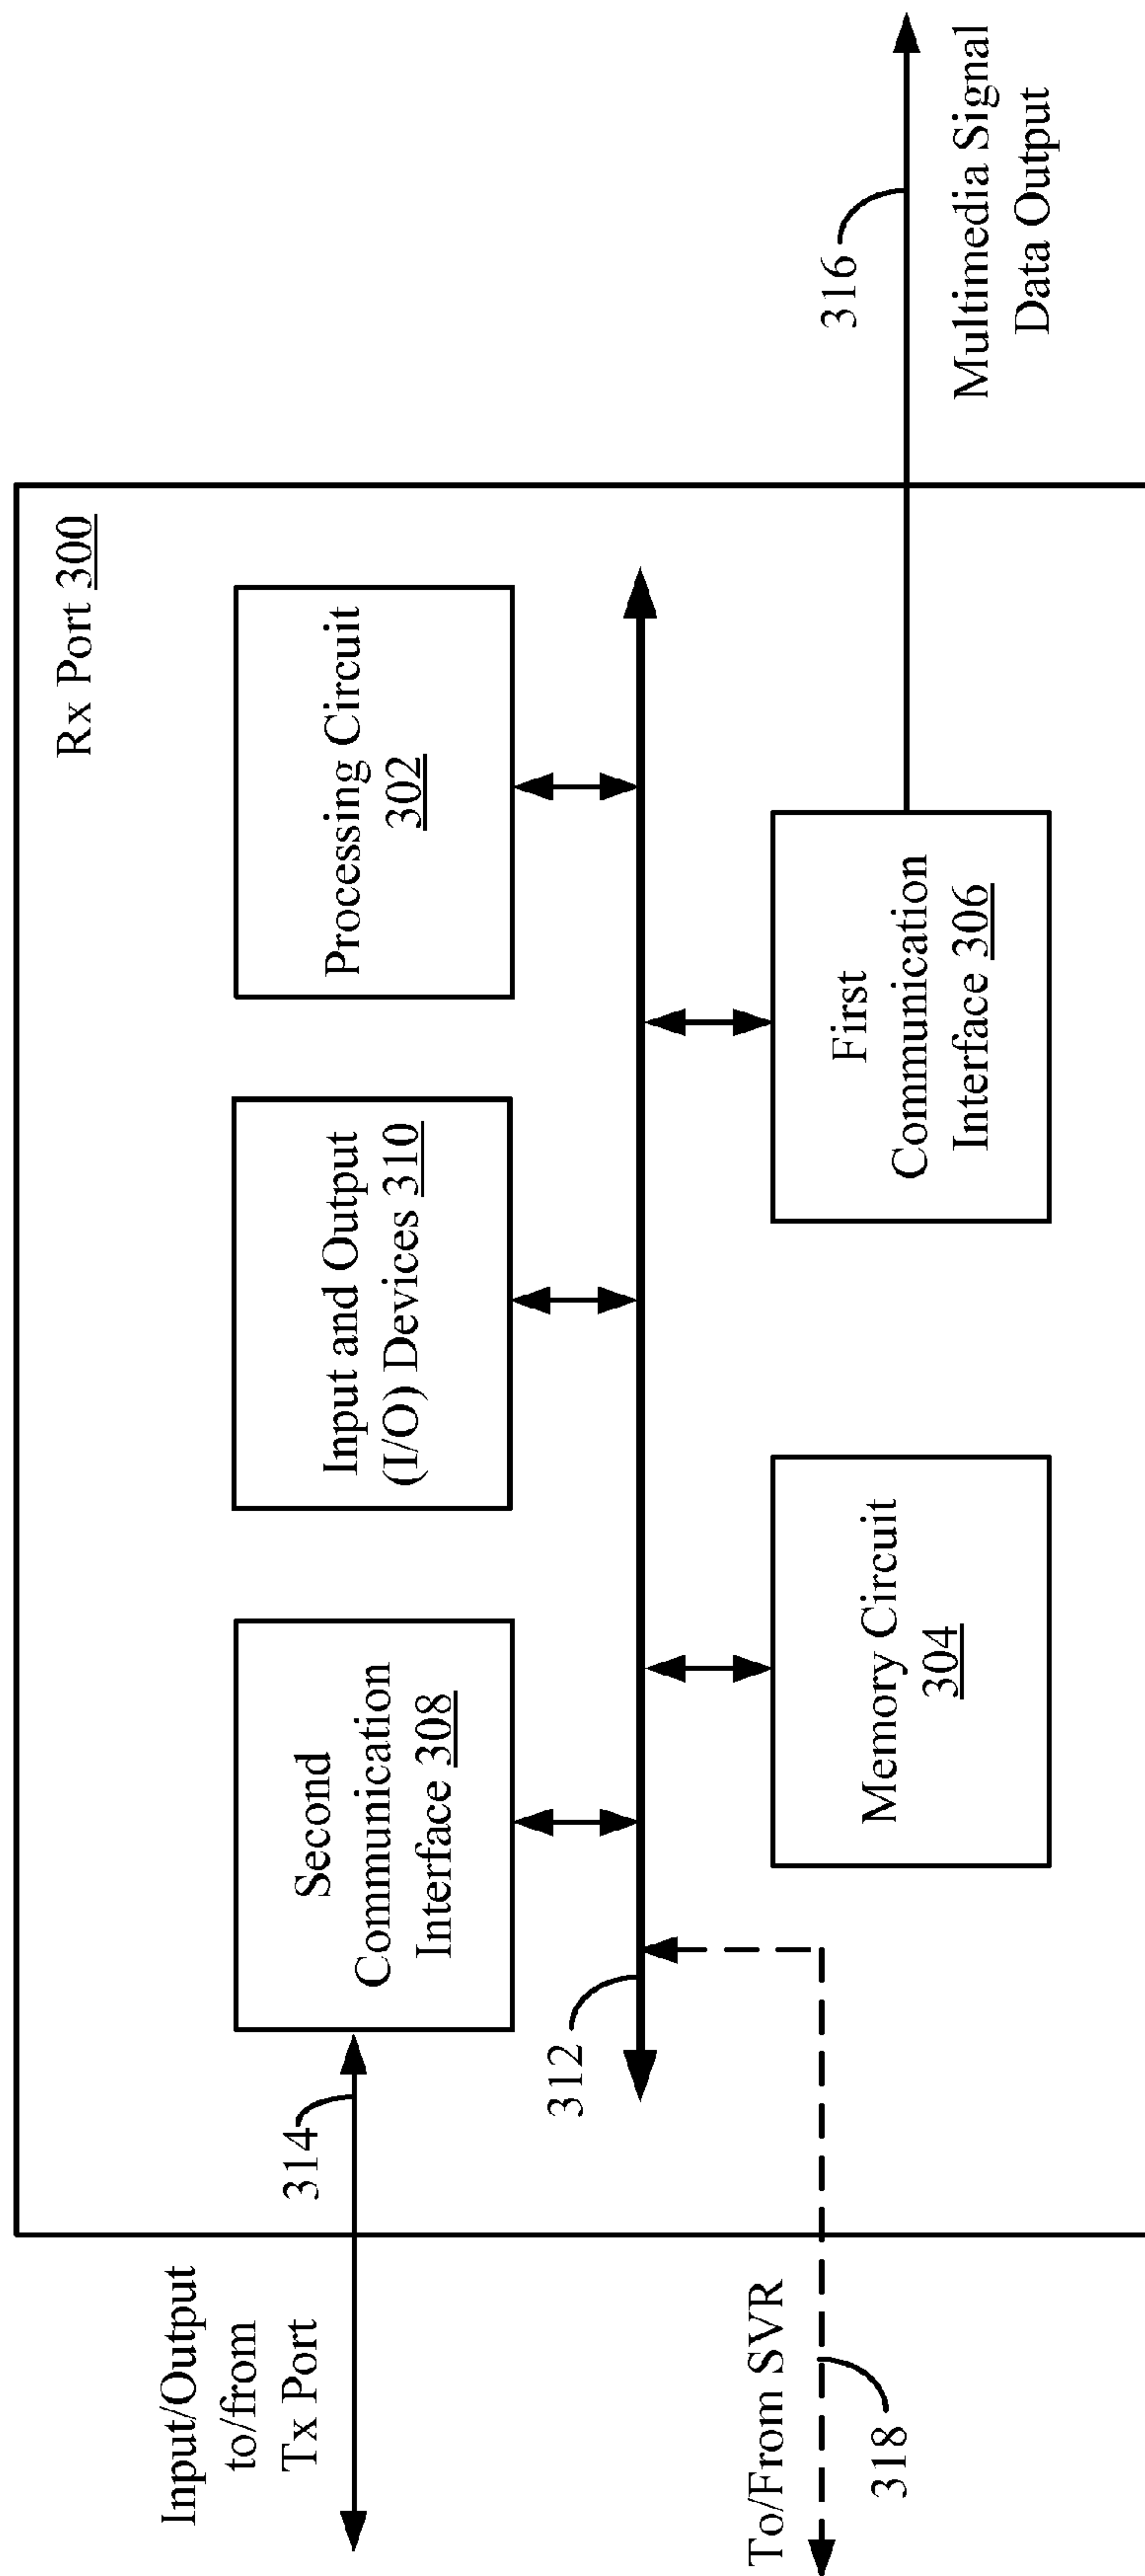 Rx Port 300
Input/Output
to/from
Tx Port
314
Second
Communication
Interface 308
Input and Output
(I/O) Devices 310
Processing Circuit
302
312
To/From SVR
318
Memory Circuit
304
First
Communication
Interface 306
316
Multimedia Signal
Data Output